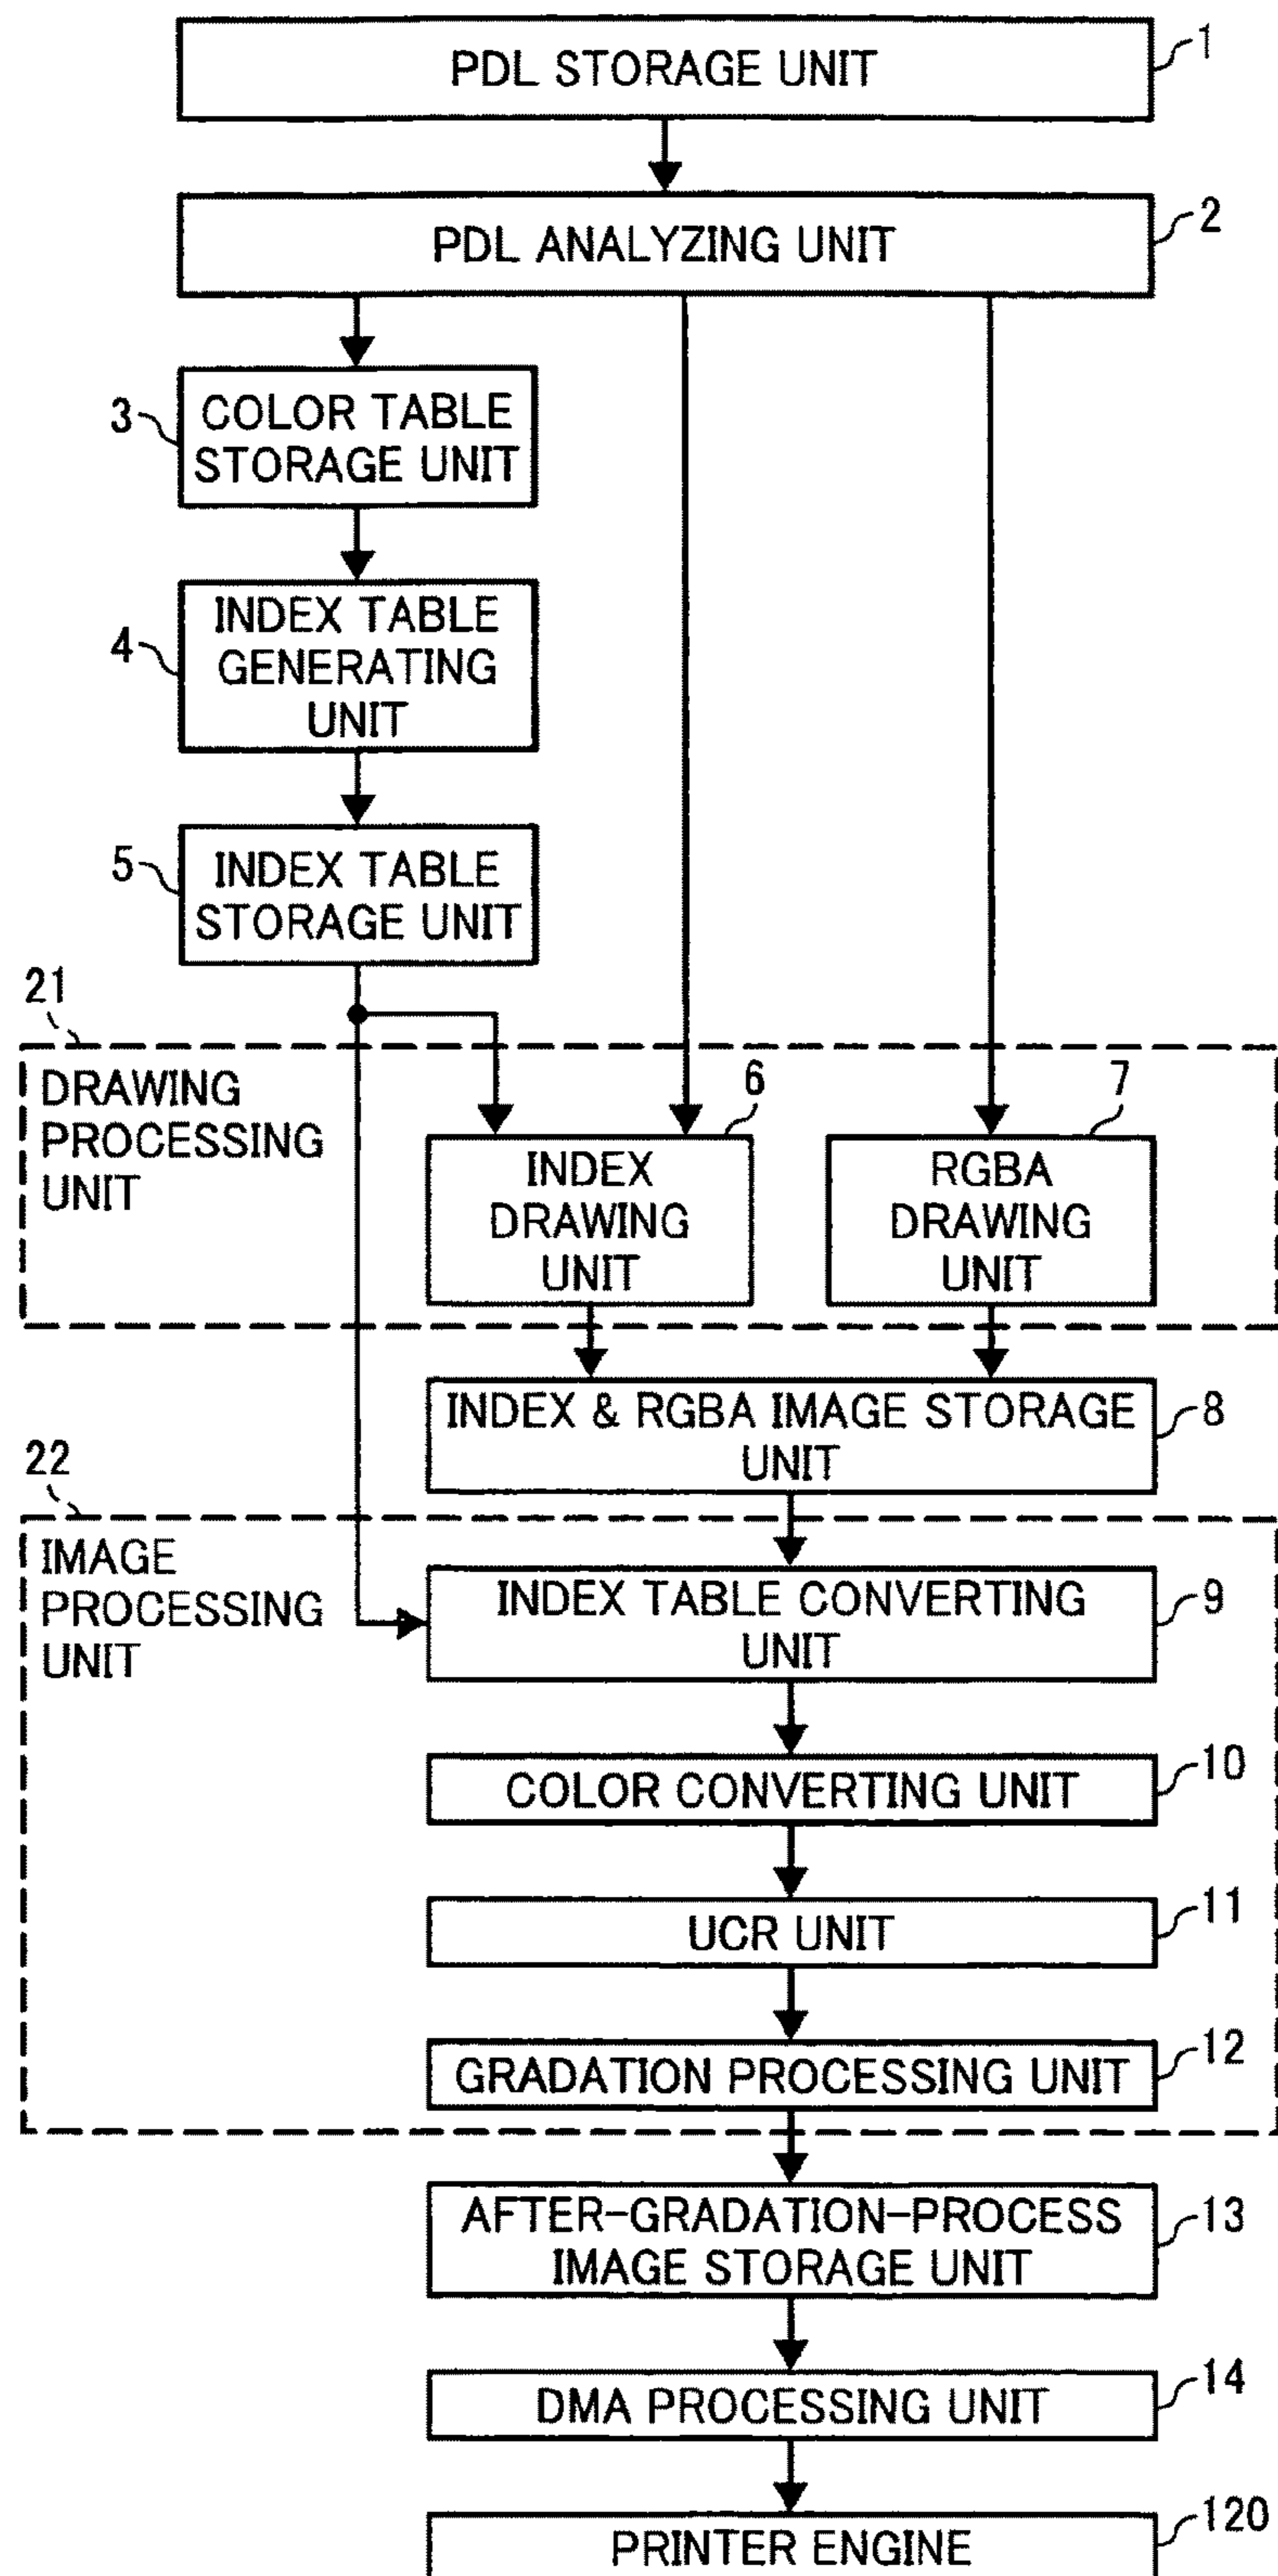 PDL STORAGE UNIT
1
PDL ANALYZING UNIT
2
3
COLOR TABLE
STORAGE UNIT
4
INDEX TABLE
GENERATING
UNIT
5
INDEX TABLE
STORAGE UNIT
21
DRAWING
PROCESSING
UNIT
6
INDEX
DRAWING
UNIT
7
RGBA
DRAWING
UNIT
INDEX & RGBA IMAGE STORAGE
UNIT
8
22
IMAGE
PROCESSING
UNIT
INDEX TABLE CONVERTING
UNIT
9
COLOR CONVERTING UNIT
10
UCR UNIT
11
GRADATION PROCESSING UNIT
12
AFTER-GRADATION-PROCESS
IMAGE STORAGE UNIT
13
DMA PROCESSING UNIT
14
PRINTER ENGINE
120